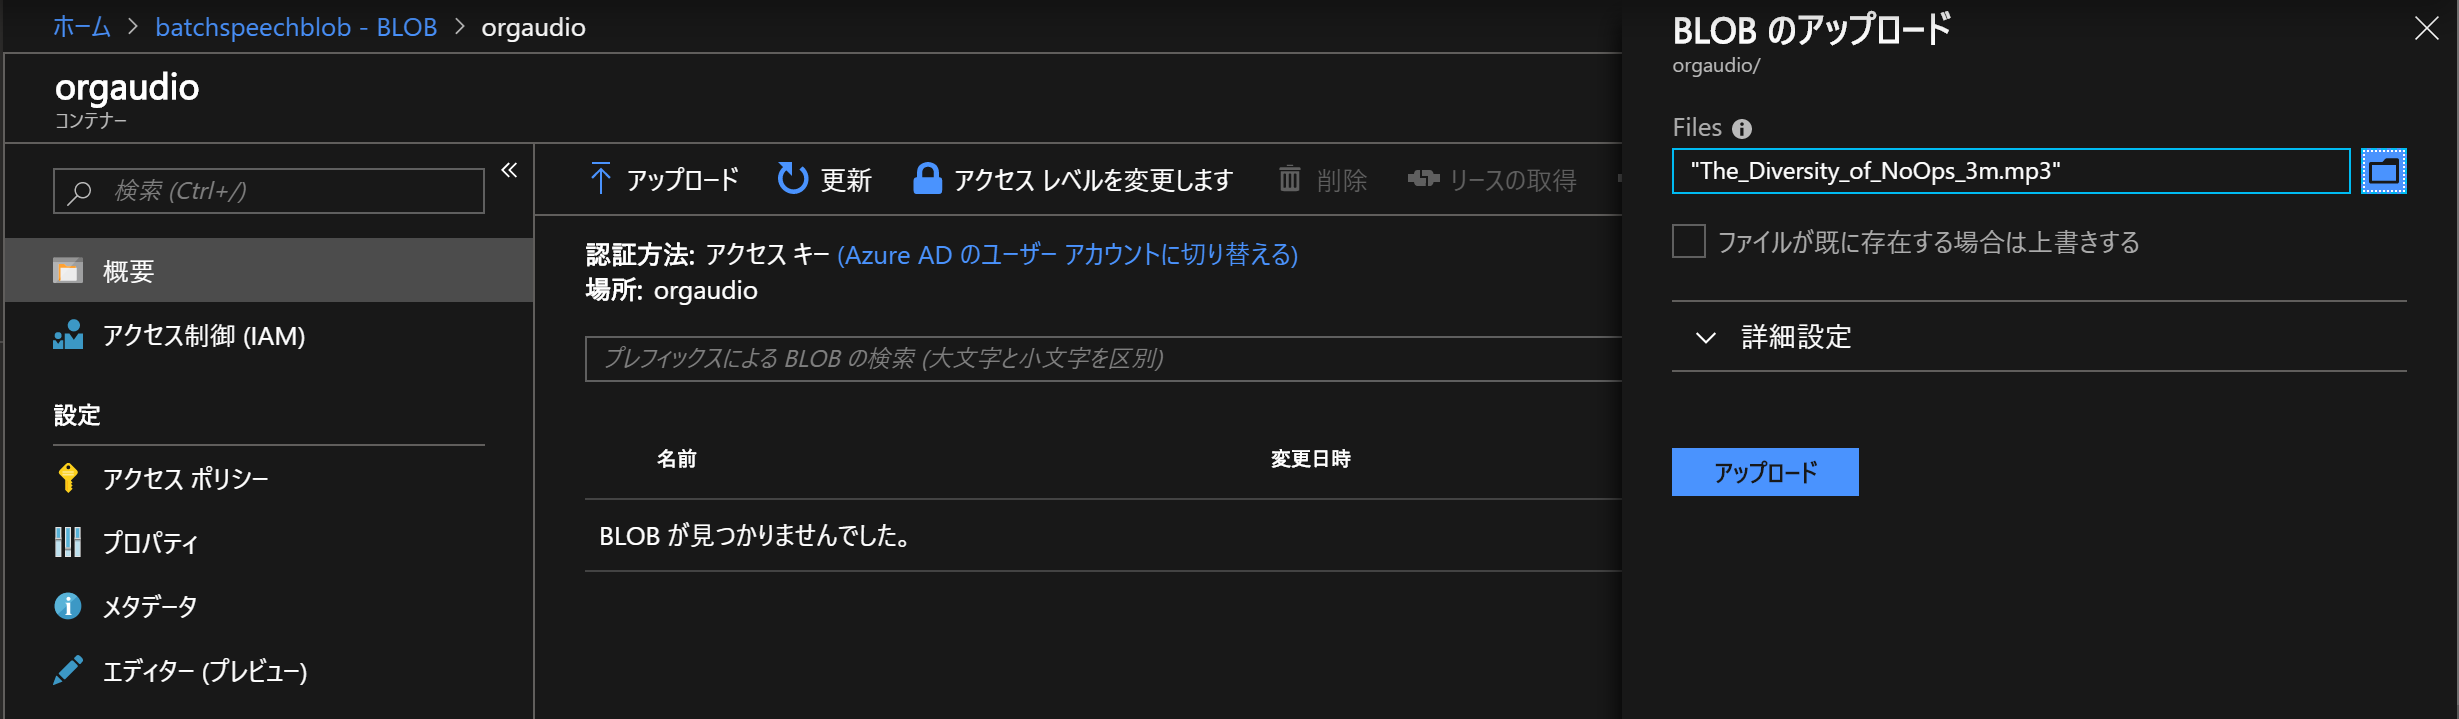 ホーム > batchspeechblob - BLOB > orgaudio
orgaudio
コンテナー
検索 (Ctrl+/)
概要
アクセス制御 (IAM)
設定
アクセス ポリシー
プロパティ
メタデータ
エディター (プレビュー)
アップロード 更新 アクセス レベルを変更します 削除 リースの取得
認証方法: アクセス キー (Azure AD のユーザー アカウントに切り替える)
場所: orgaudio
プレフィックスによる BLOB の検索 (大文字と小文字を区別)
名前 変更日時
BLOB が見つかりませんでした。
BLOB のアップロード
orgaudio/
Files
"The_Diversity_of_NoOps_3m.mp3"
ファイルが既に存在する場合は上書きする
詳細設定
アップロード